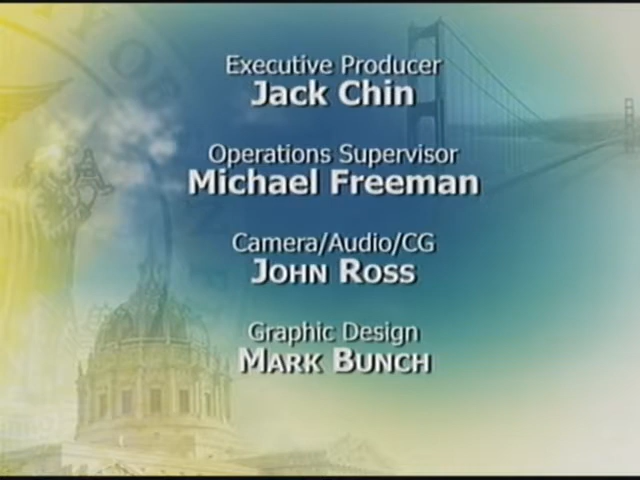 Executive Producer
Jack Chin
Operations Supervisor
Michael Freeman
Camera/Audio/CG
John Ross
Graphic Design
Mark Bunch